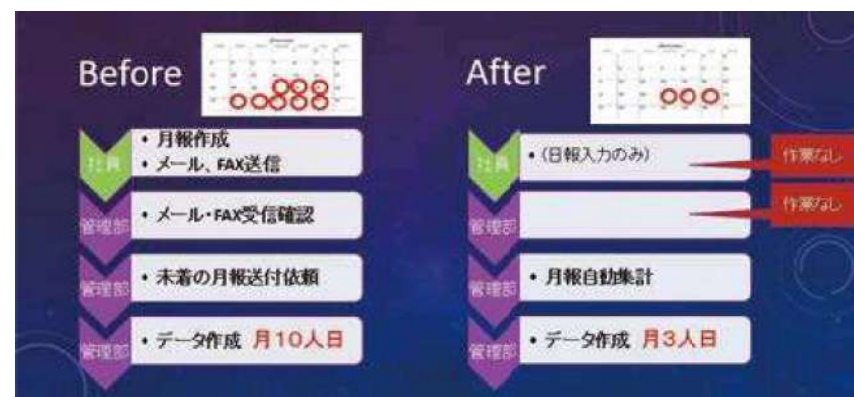 Before
社員
・月報作成
・メール、FAX送信
管理部
・メール・FAX受信確認
管理部
・未着の月報送付依頼
管理部
・データ作成 月10人日
After
社員
・(日報入力のみ)
作業なし
管理部
作業なし
管理部
・月報自動集計
管理部
・データ作成 月3人日